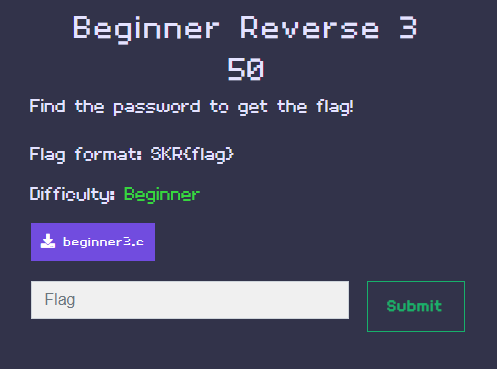 Beginner Reverse 3
50
Find the password to get the flag!
Flag format: SKR{flag}
Difficulty: Beginner
beginner3.c
Flag
Submit